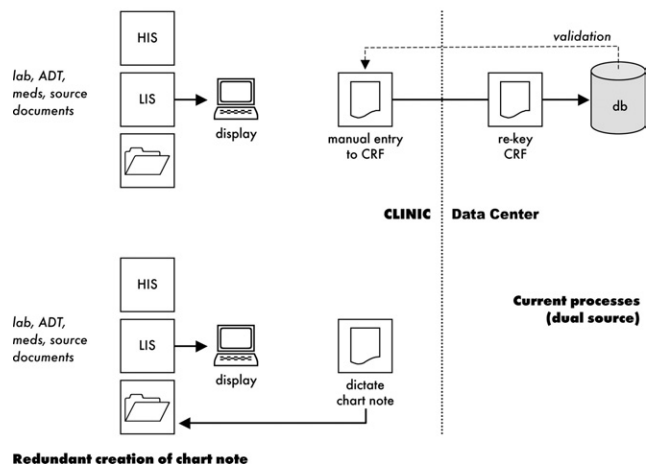 validation
HIS
lab, ADT,
meds, source
documents
LIS
display
manual entry
to CRF
re-key
CRF
db
CLINIC
Data Center
HIS
lab, ADT,
meds, source
documents
LIS
display
dictate
chart note
Current processes
(dual source)
Redundant creation of chart note